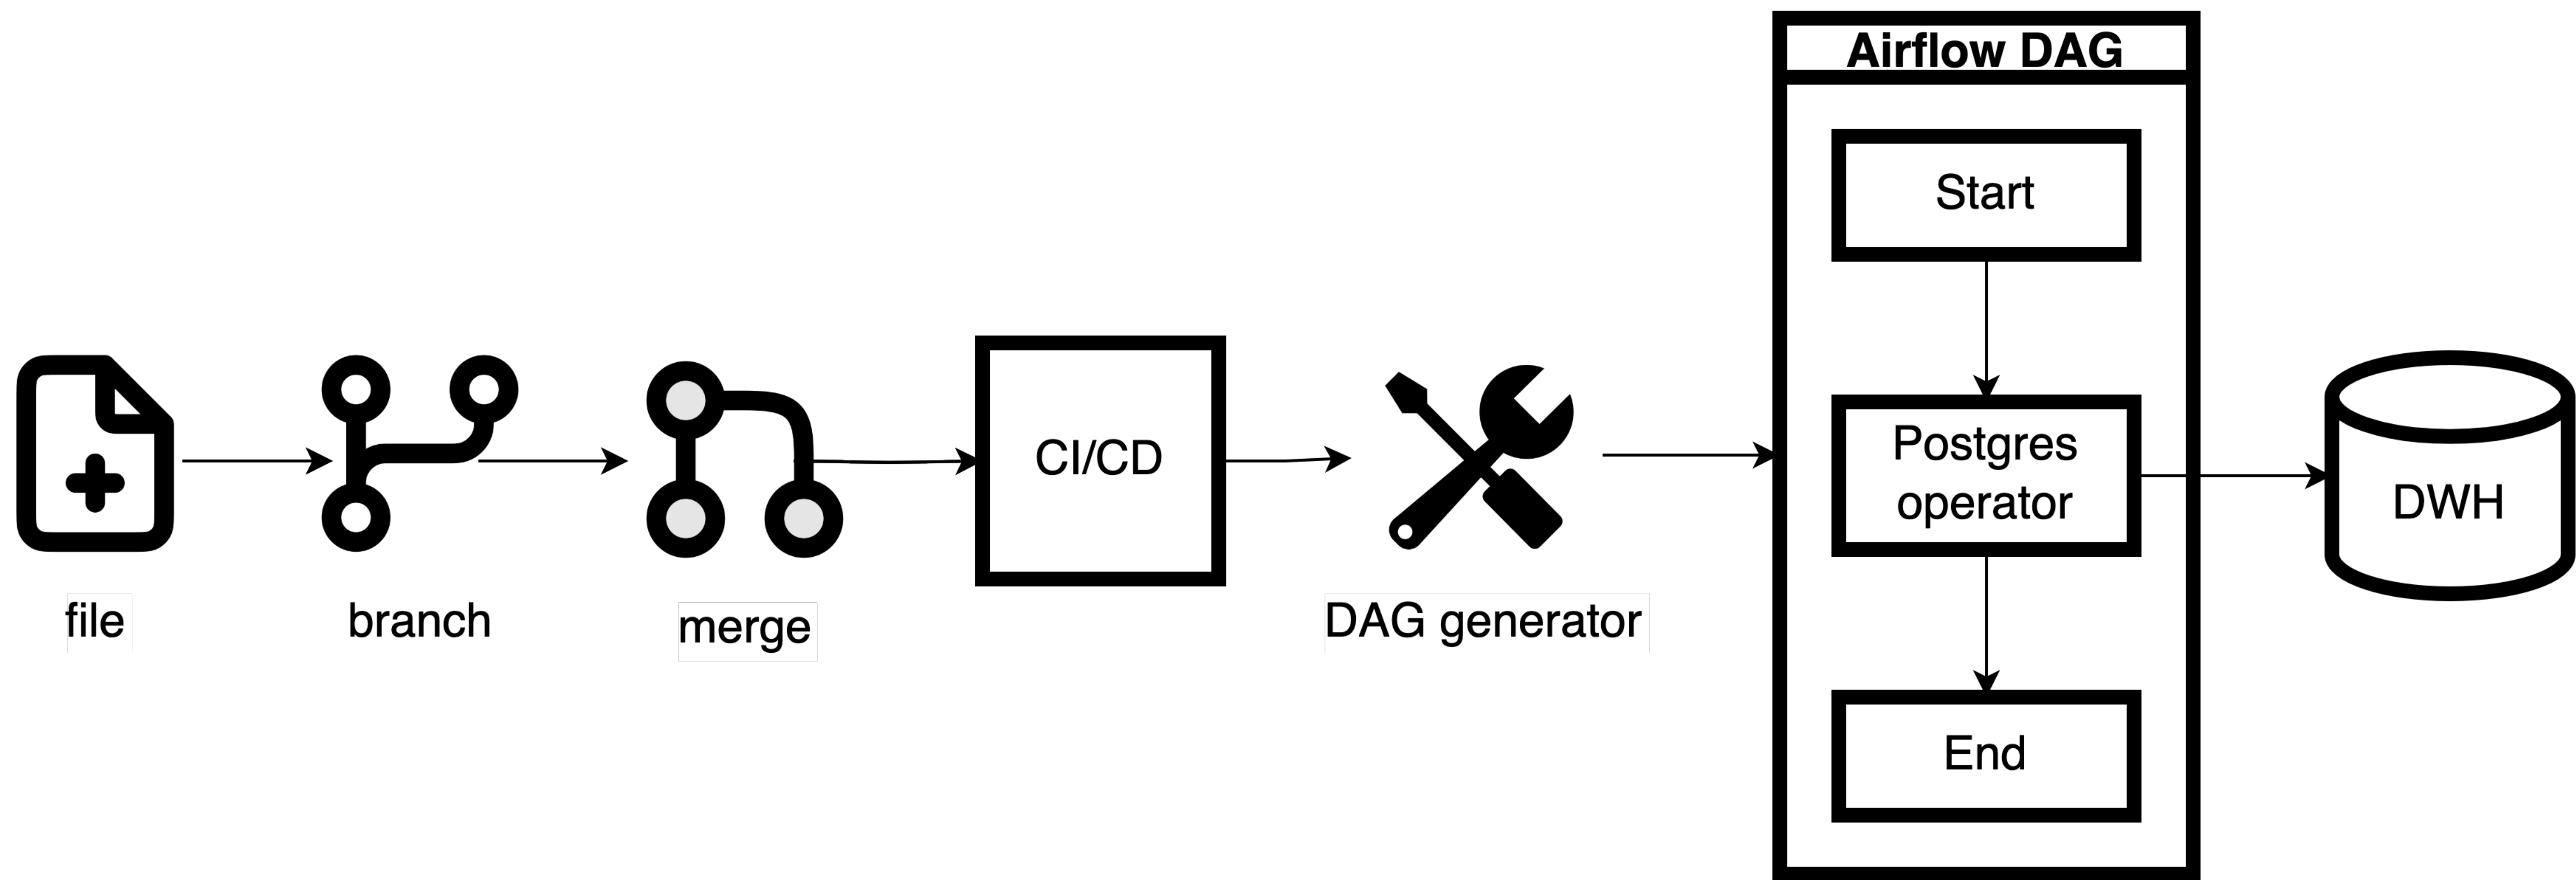 file
branch
merge
CI/CD
DAG generator
Airflow DAG
Start
Postgres
operator
End
DWH